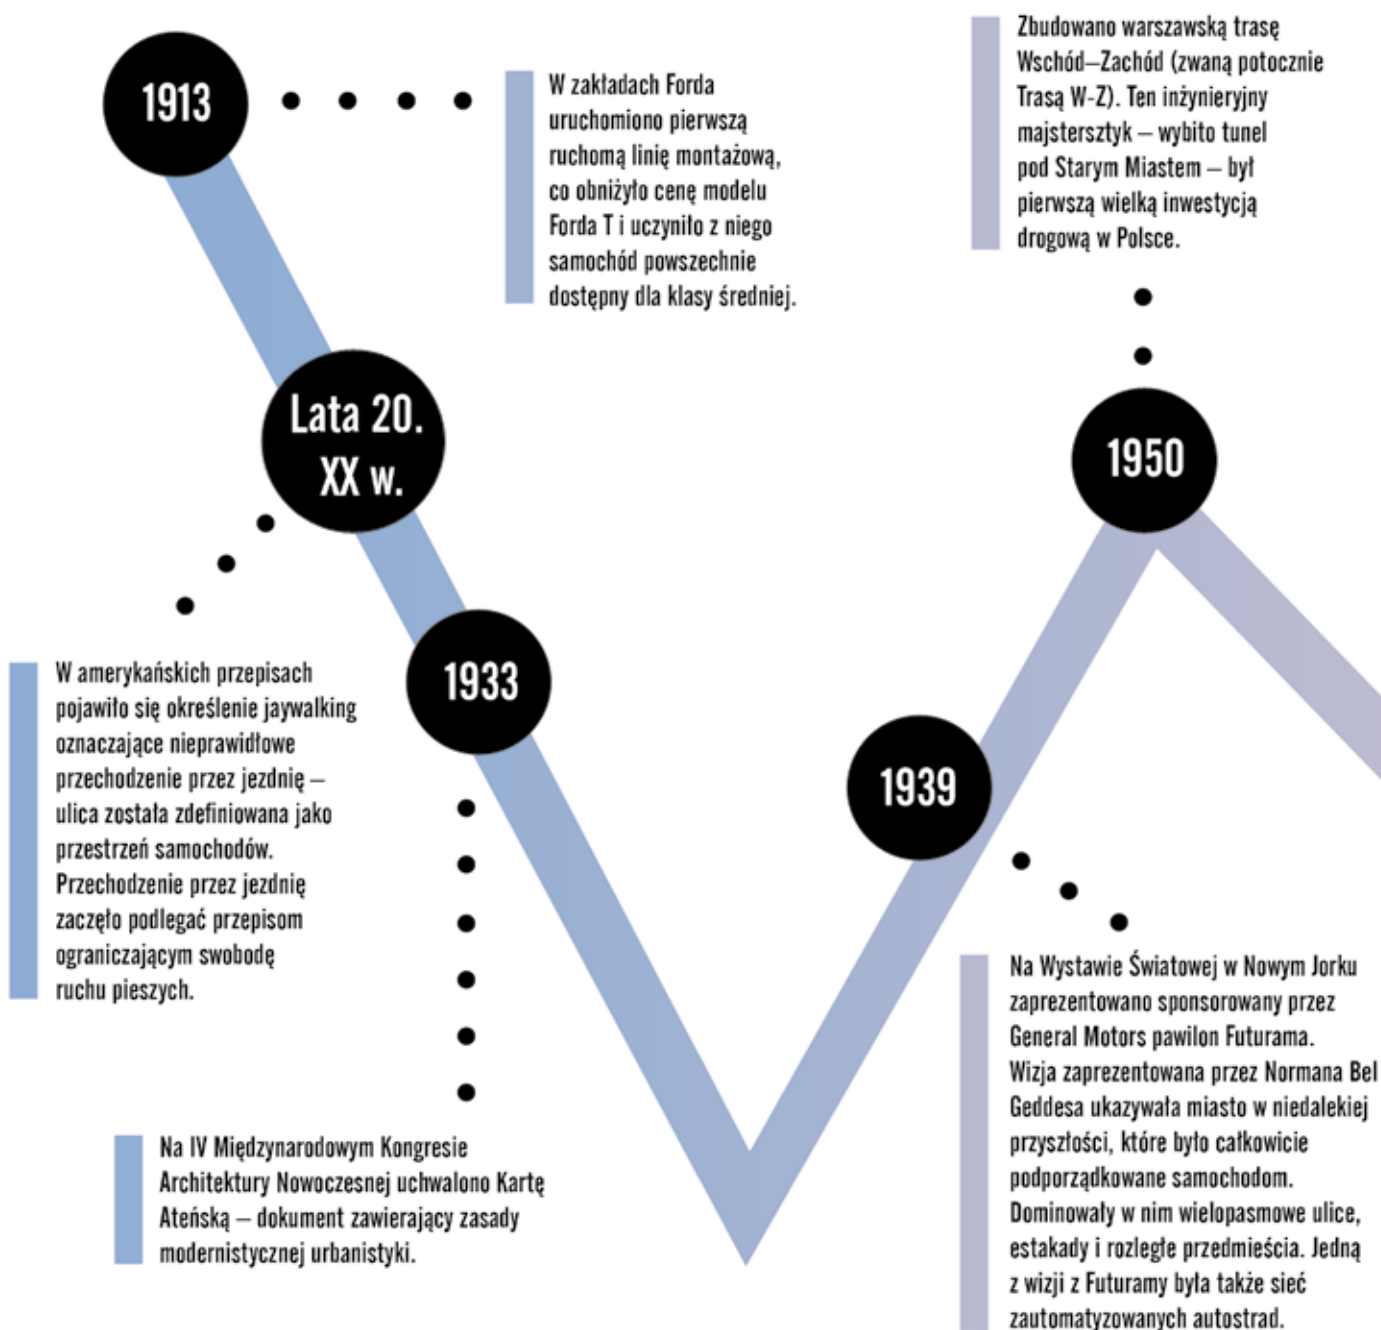 1913
W zakładach Forda
uruchomiono pierwszą
ruchomą linię montażową,
co obniżyło cenę modelu
Forda T i uczyniło z niego
samochód powszechnie
dostępny dla klasy średniej.
Lata 20.
XX w.
W amerykańskich przepisach
pojawiło się określenie jaywalking
oznaczające nieprawidłowe
przechodzenie przez jezdnię –
ulica została zdefiniowana jako
przestrzeń samochodów.
Przechodzenie przez jezdnię
zaczęło podlegać przepisom
ograniczającym swobodę
ruchu pieszych.
1933
Na IV Międzynarodowym Kongresie
Architektury Nowoczesnej uchwalono Kartę
Ateńską – dokument zawierający zasady
modernistycznej urbanistyki.
1939
Na Wystawie Światowej w Nowym Jorku
zaprezentowano sponsorowany przez
General Motors pawilon Futurama.
Wizja zaprezentowana przez Normana Bel
Geddesa ukazywała miasto w niedalekiej
przyszłości, które było całkowicie
podporządkowane samochodom.
Dominowały w nim wielopasmowe ulice,
estakady i rozległe przedmieścia. Jedną
z wizji z Futuramy była także sieć
zautomatyzowanych autostrad.
1950
Zbudowano warszawską trasę
Wschód–Zachód (zwaną potocznie
Trasą W-Z). Ten inżynieryjny
majstersztyk – wybito tunel
pod Starym Miastem – był
pierwszą wielką inwestycją
drogową w Polsce.